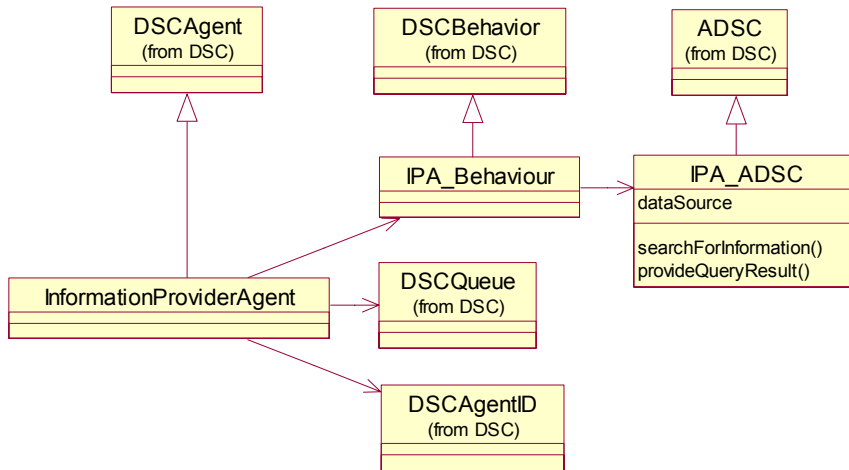 DSCAgent
(from DSC)
DSCBehavior
(from DSC)
ADSC
(from DSC)
IPA_Behaviour
IPA_ADSC
dataSource
searchForInformation()
provideQueryResult()
InformationProviderAgent
DSCQueue
(from DSC)
DSCAgentID
(from DSC)